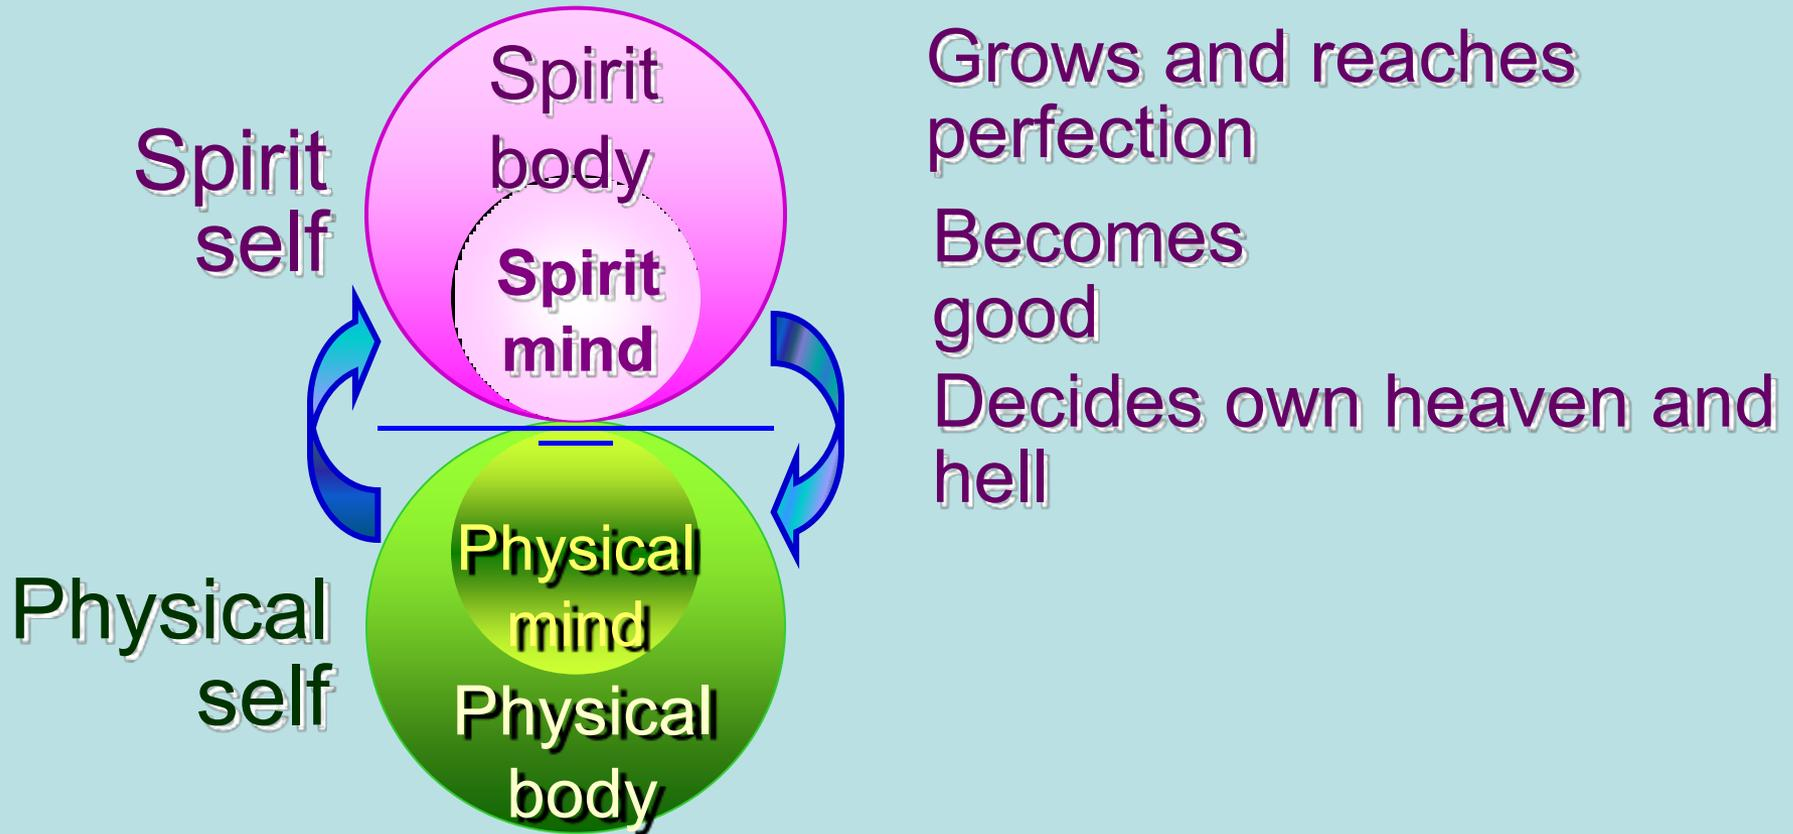 Spirit
self
Spirit
body
Spirit
mind
Physical
self
Physical
mind
Physical
body
Grows and reaches
perfection
Becomes
good
Decides own heaven and
hell